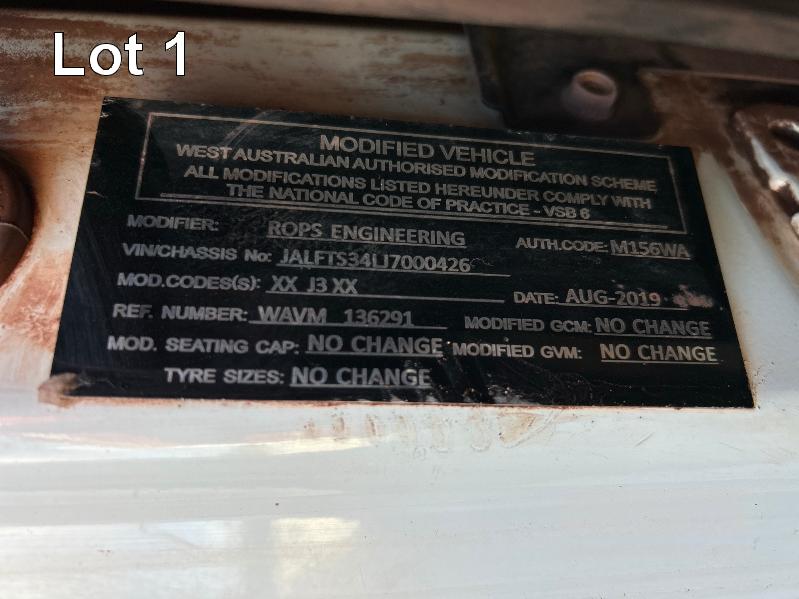 Lot 1
MODIFIED VEHICLE
WEST AUSTRALIAN AUTHORISED MODIFICATION SCHEME
ALL MODIFICATIONS LISTED HEREUNDER COMPLY WITH
THE NATIONAL CODE OF PRACTICE - VSB 6
MODIFIER: ROPS ENGINEERING AUTH.CODE: M156WA
VIN/CHASSIS No: JALFTS34LJ7000426
MOD.CODES(S): XX J3 XX DATE: AUG-2019
REF. NUMBER: WAVM 136291 MODIFIED GCM: NO CHANGE
MOD. SEATING CAP: NO CHANGE MODIFIED GVM: NO CHANGE
TYRE SIZES: NO CHANGE